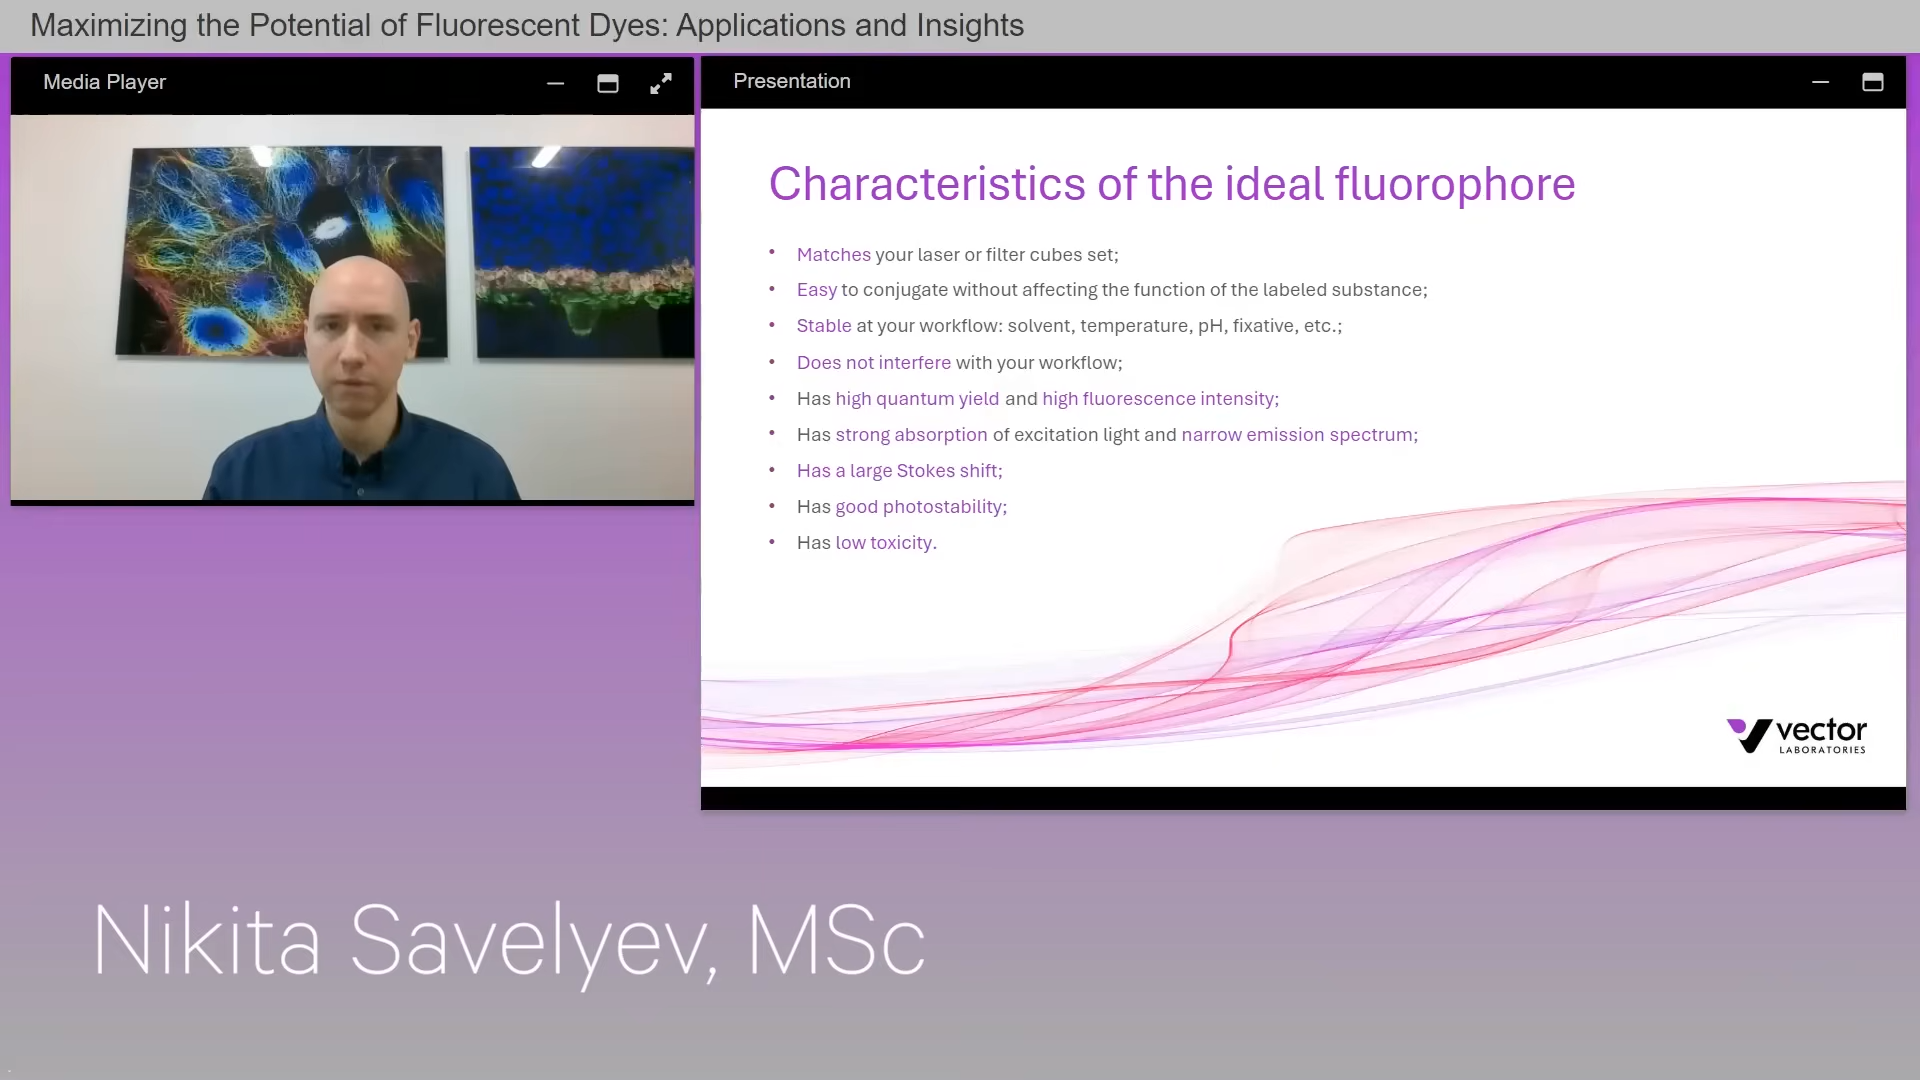 Maximizing the Potential of Fluorescent Dyes: Applications and Insights
Media Player
Presentation
Characteristics of the ideal fluorophore
• Matches your laser or filter cubes set;
• Easy to conjugate without affecting the function of the labeled substance;
• Stable at your workflow: solvent, temperature, pH, fixative, etc.;
• Does not interfere with your workflow;
• Has high quantum yield and high fluorescence intensity;
• Has strong absorption of excitation light and narrow emission spectrum;
• Has a large Stokes shift;
• Has good photostability;
• Has low toxicity.
vector
LABORATORIES
Nikita Savelyev, MSc